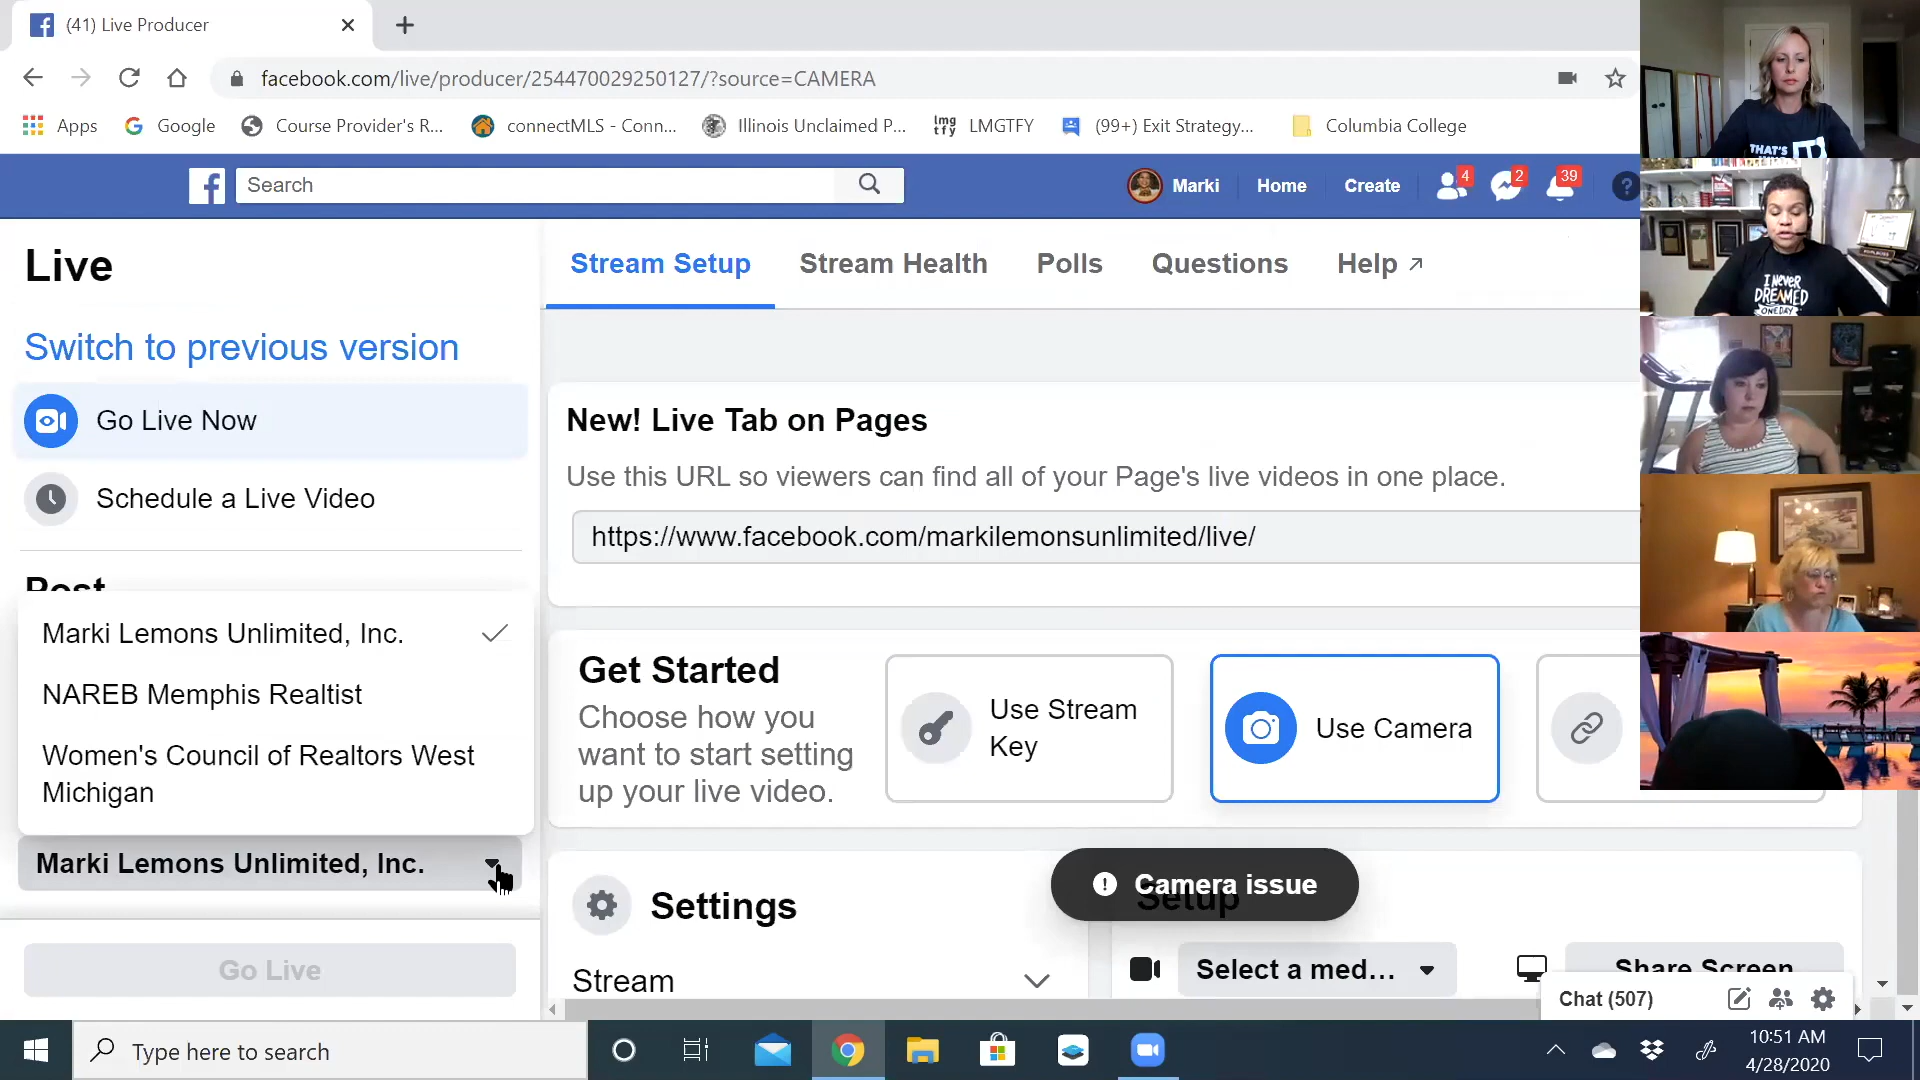 (41) Live Producer
facebook.com/live/producer/254470029250127/?source=CAMERA
Apps
Google
Course Provider's R...
connectMLS - Conn...
Illinois Unclaimed P...
lmg
tfy
LMGTFY
(99+) Exit Strategy...
Columbia College
Search
Marki
Home
Create
4
2
39
?
Live
Switch to previous version
Go Live Now
Schedule a Live Video
Post
Marki Lemons Unlimited, Inc.
NAREB Memphis Realtist
Women's Council of Realtors West
Michigan
Marki Lemons Unlimited, Inc.
Go Live
Stream Setup
Stream Health
Polls
Questions
Help
New! Live Tab on Pages
Use this URL so viewers can find all of your Page's live videos in one place.
https://www.facebook.com/markilemonsunlimited/live/
Get Started
Choose how you
want to start setting
up your live video.
Use Stream
Key
Use Camera
Camera issue
Settings
Setup
Stream
Select a med...
Share Screen
Chat (507)
THAT'S
I NEVER
DREAMED
ONE DAY
Type here to search
10:51 AM
4/28/2020